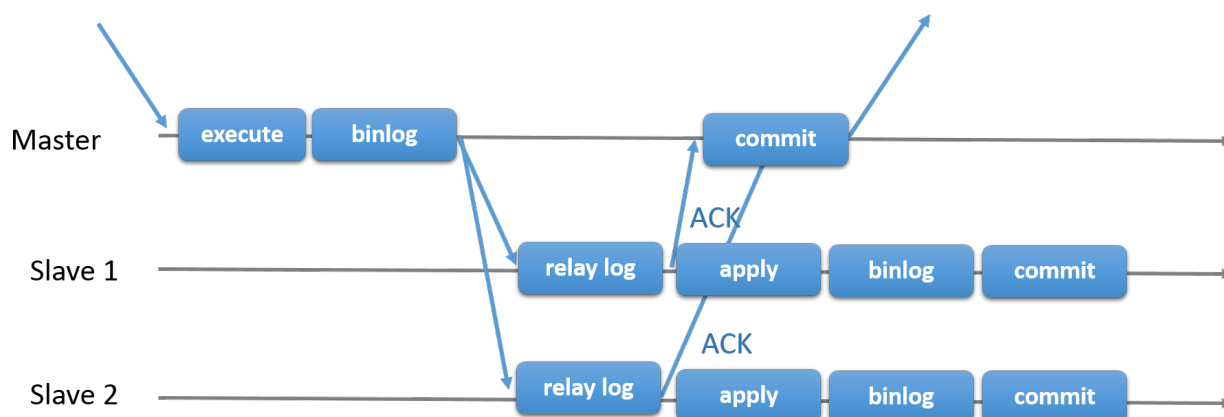 Master execute binlog commit
ACK
Slave 1 relay log apply binlog commit
ACK
Slave 2 relay log apply binlog commit